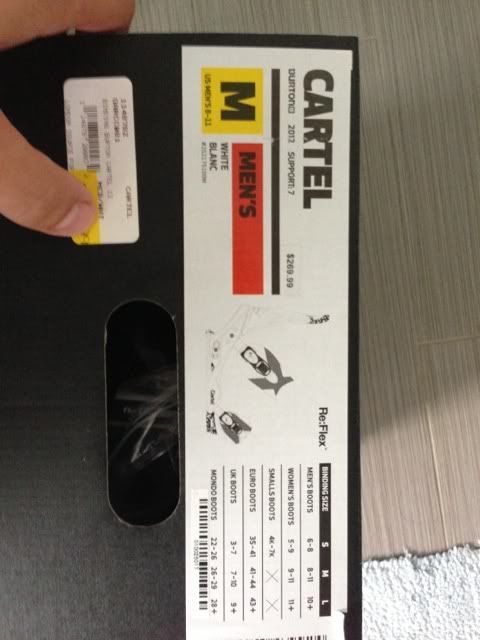 CARTEL
BURTON 2013 SUPPORT: 7
$269.99
MEN'S
M
US MEN'S 8-11
WHITE
BLANC
Re:Flex
BINDING SIZE S M L
MEN'S BOOTS 6-8 8-11 10+
WOMEN'S BOOTS 5-9 9-11 11+
SMALLS BOOTS 4K-7K X X
EURO BOOTS 35-41 41-44 43+
UK BOOTS 3-7 7-10 9+
MONDO BOOTS 22-26 26-29 28+
CARTEL